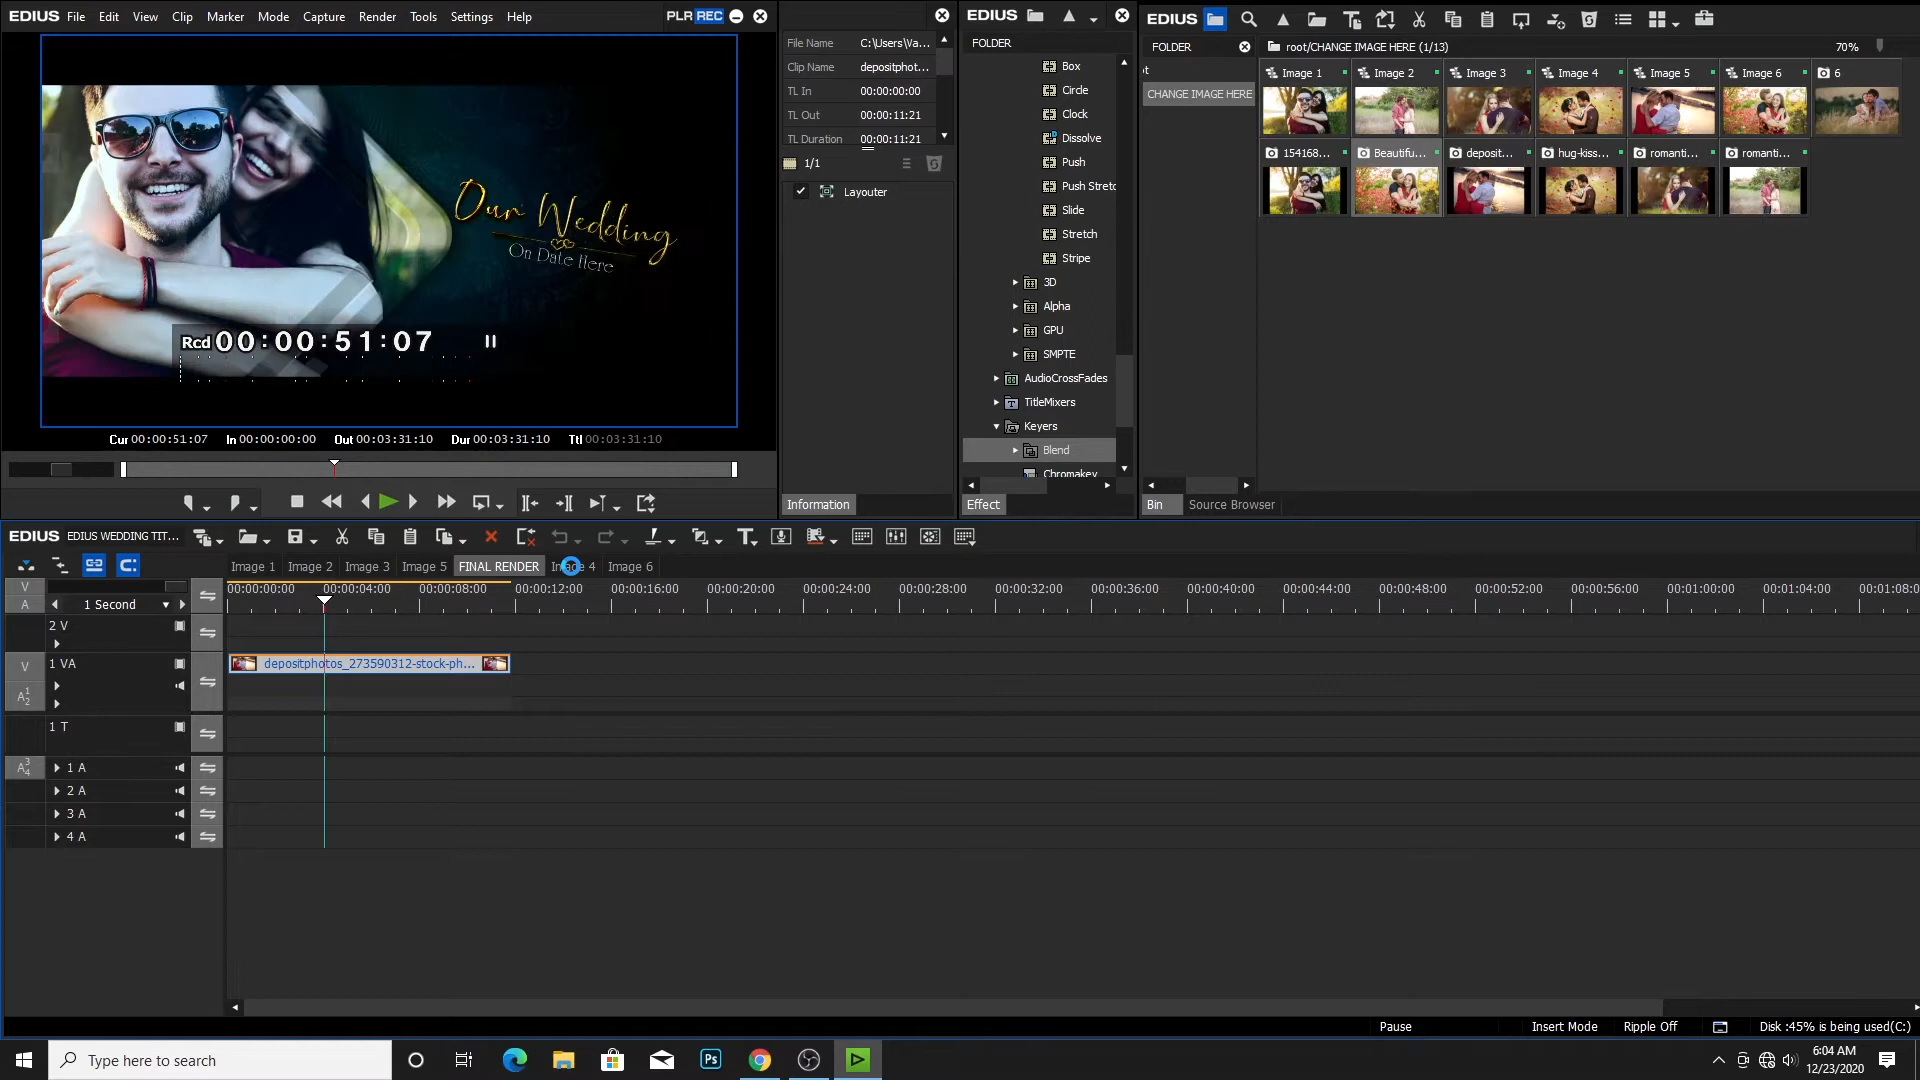 EDIUS File Edit View Clip Marker Mode Capture Render Tools Settings Help PLR REC
Our Wedding
On Date Here
Rcd 00:00:51:07
Cur 00:00:51:07 In 00:00:00:00 Out 00:03:31:10 Dur 00:03:31:10 Ttl 00:03:31:10
File Name C:\Users\Va...
Clip Name depositphot...
TL In 00:00:00:00
TL Out 00:00:11:21
TL Duration 00:00:11:21
1/1
Layouter
Information
EDIUS
FOLDER
Box
Circle
Clock
Dissolve
Push
Push Stretc
Slide
Stretch
Stripe
3D
Alpha
GPU
SMPTE
AudioCrossFades
TitleMixers
Keyers
Blend
Chromakey
Effect
EDIUS
FOLDER root/CHANGE IMAGE HERE (1/13) 70%
CHANGE IMAGE HERE
Image 1 Image 2 Image 3 Image 4 Image 5 Image 6 6
154168... Beautifu... deposit... hug-kiss... romanti... romanti...
Bin Source Browser
EDIUS EDIUS WEDDING TIT...
Image 1 Image 2 Image 3 Image 5 FINAL RENDER Image 4 Image 6
V
A 1 Second
00:00:00:00 00:00:04:00 00:00:08:00 00:00:12:00 00:00:16:00 00:00:20:00 00:00:24:00 00:00:28:00 00:00:32:00 00:00:36:00 00:00:40:00 00:00:44:00 00:00:48:00 00:00:52:00 00:00:56:00 00:01:00:00 00:01:04:00 00:01:08:0
2 V
V 1 VA depositphotos_273590312-stock-ph...
A 1 2
1 T
A 3 4 1 A
2 A
3 A
4 A
Pause Insert Mode Ripple Off Disk :45% is being used(C:)
Type here to search
Ps
6:04 AM
12/23/2020